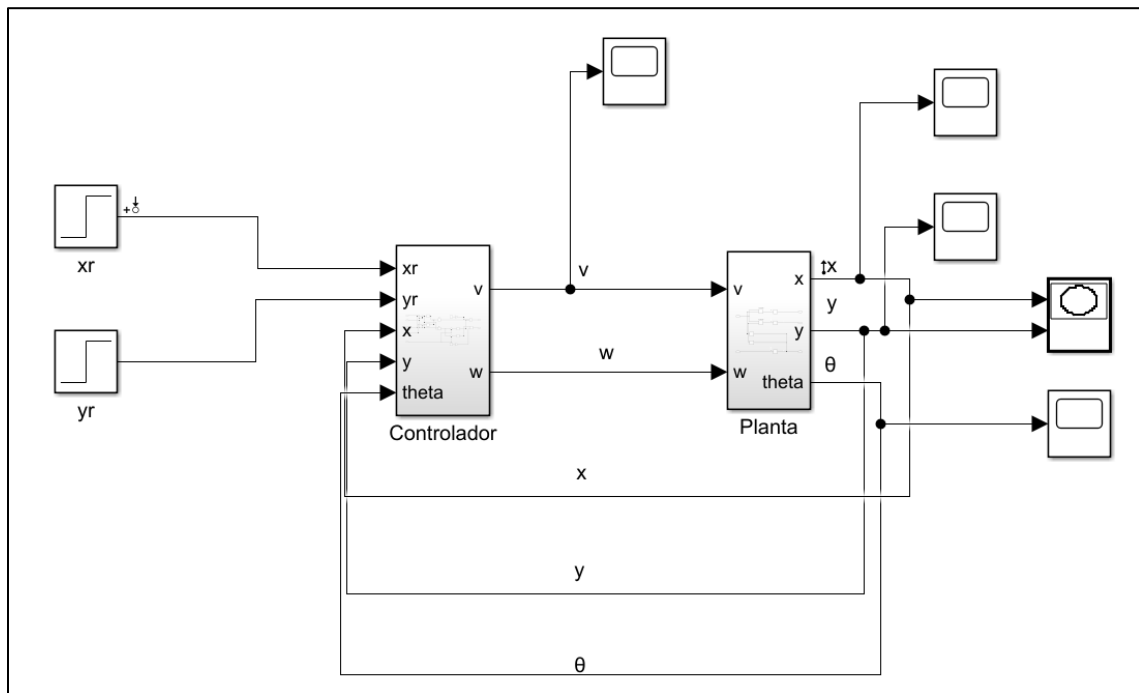 xr
yr
xr
yr
x
y
theta
v
w
Controlador
v
w
v
w
x
y
theta
Planta
x
y
θ
x
y
θ